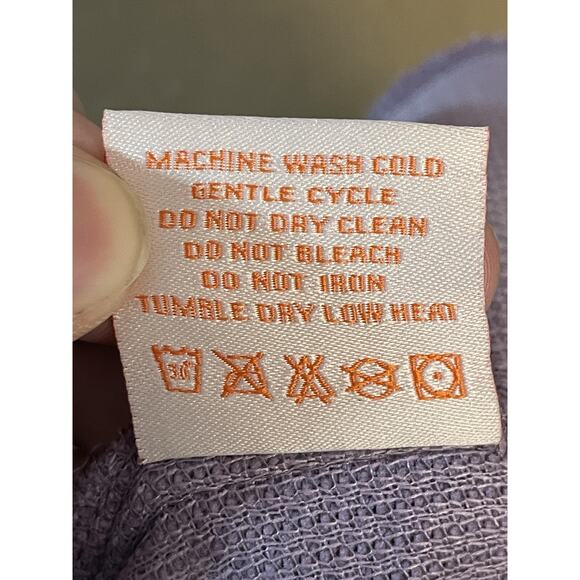 MACHINE WASH COLD
GENTLE CYCLE
DO NOT DRY CLEAN
DO NOT BLEACH
DO NOT IRON
TUMBLE DRY LOW HEAT
30°